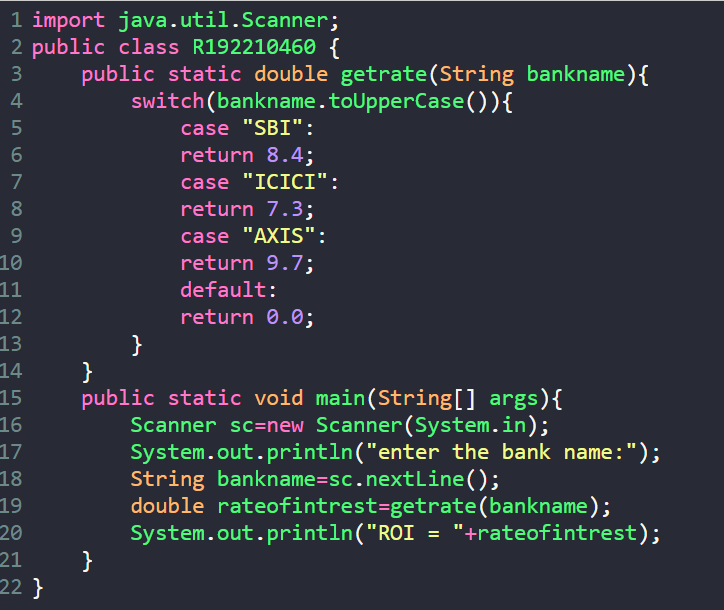 1 import java.util.Scanner;
2 public class R192210460 {
3     public static double getrate(String bankname){
4         switch(bankname.toUpperCase()){
5             case "SBI":
6             return 8.4;
7             case "ICICI":
8             return 7.3;
9             case "AXIS":
10             return 9.7;
11             default:
12             return 0.0;
13         }
14     }
15     public static void main(String[] args){
16         Scanner sc=new Scanner(System.in);
17         System.out.println("enter the bank name:");
18         String bankname=sc.nextLine();
19         double rateofintrest=getrate(bankname);
20         System.out.println("ROI = "+rateofintrest);
21     }
22 }